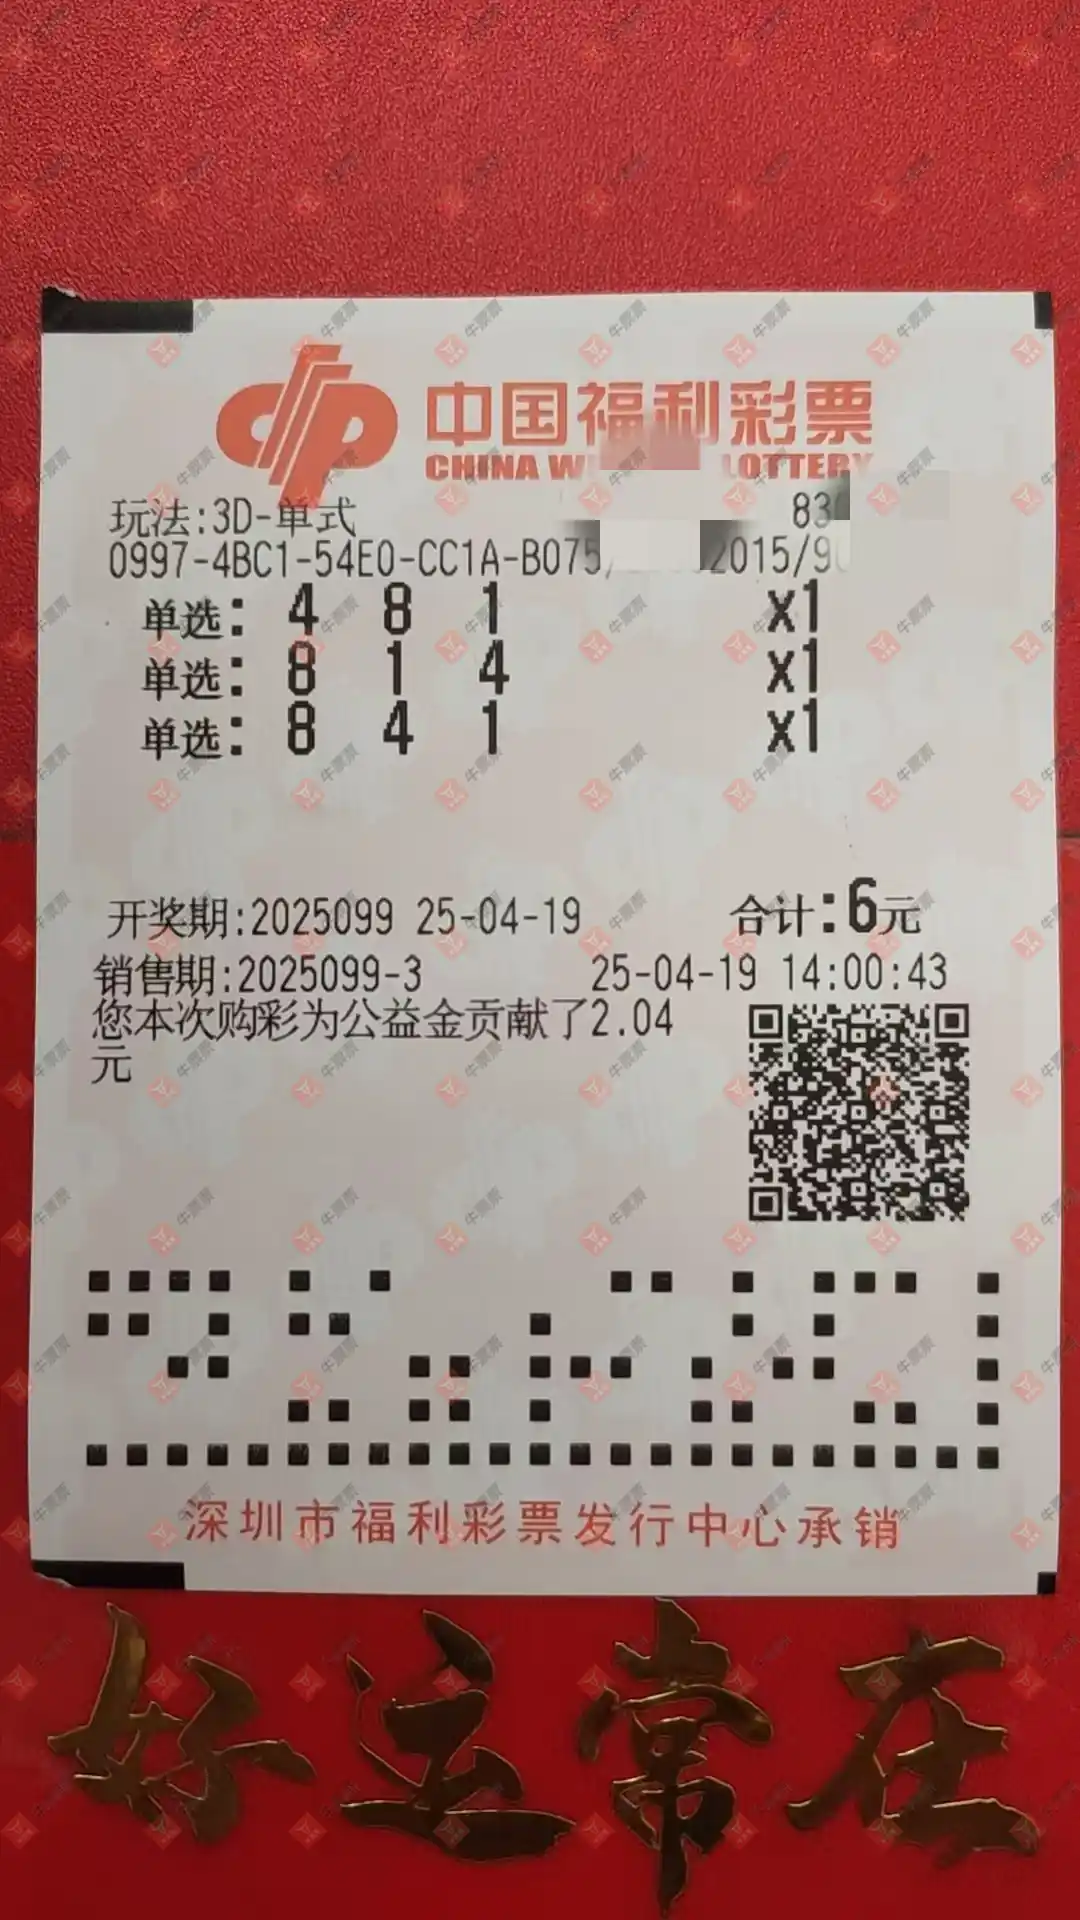 中国福利彩票
CHINA W LOTTERY
玩法:3D-单式 83
0997-4BC1-54E0-CC1A-B075/ 2015/9
单选: 4 8 1 x1
单选: 8 1 4 x1
单选: 8 4 1 x1
开奖期:2025099 25-04-19 合计:6元
销售期:2025099-3 25-04-19 14:00:43
您本次购彩为公益金贡献了2.04
元
深圳市福利彩票发行中心承销
好运常在